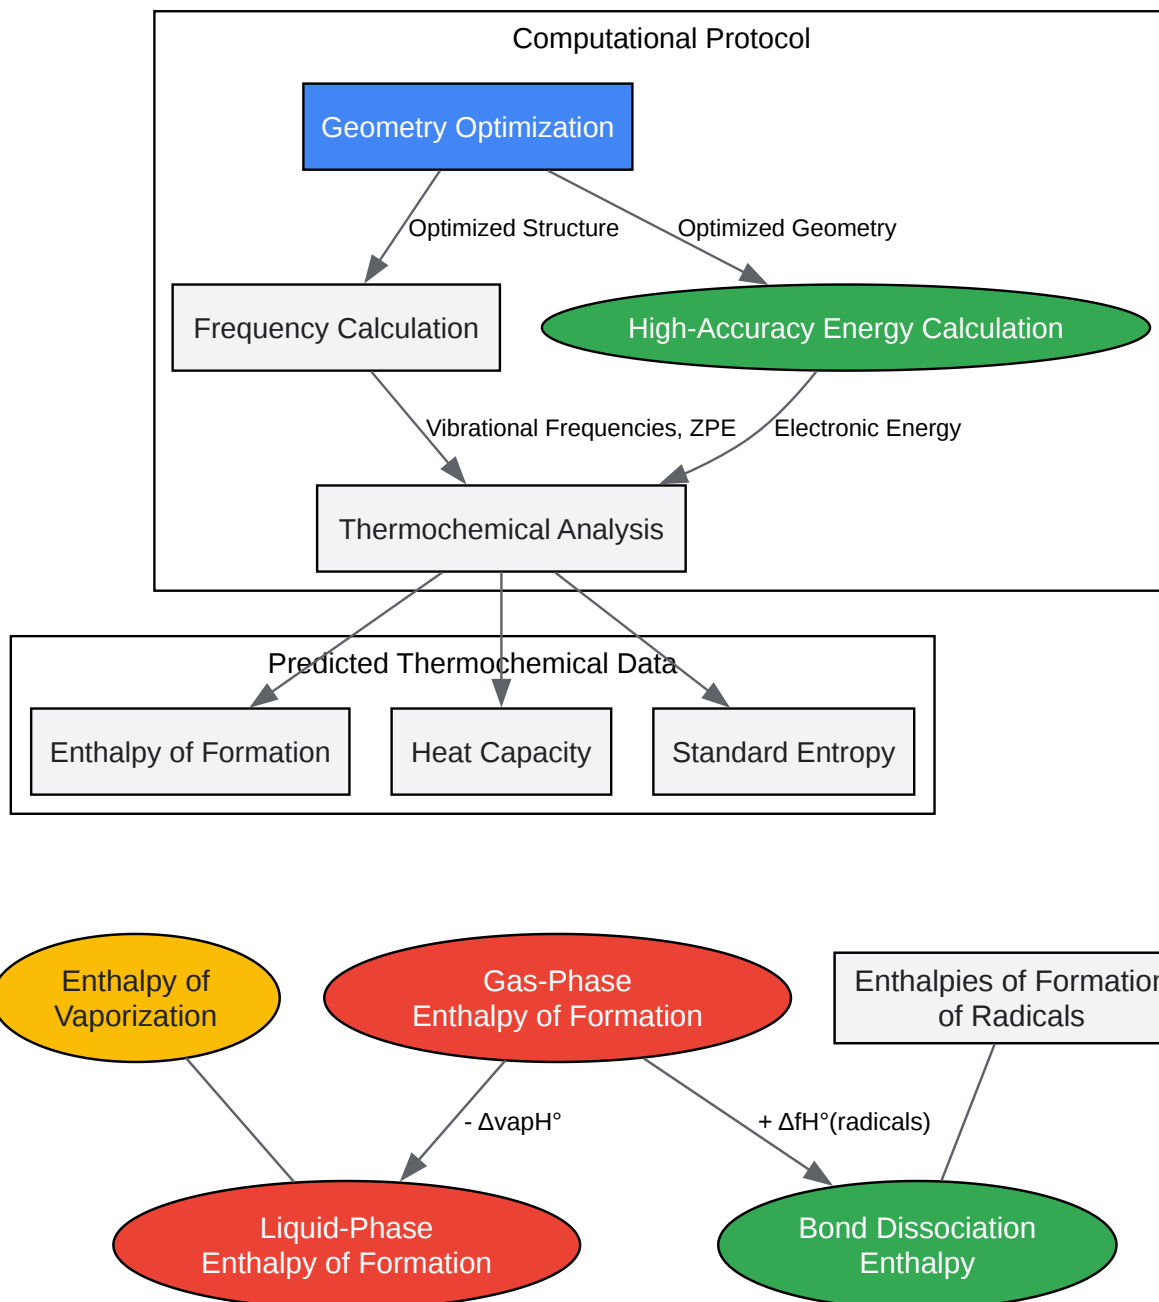 Computational Protocol
Geometry Optimization
Optimized Structure
Optimized Geometry
Frequency Calculation
High-Accuracy Energy Calculation
Vibrational Frequencies, ZPE
Electronic Energy
Thermochemical Analysis
Predicted Thermochemical Data
Enthalpy of Formation
Heat Capacity
Standard Entropy
Enthalpy of
Vaporization
Gas-Phase
Enthalpy of Formation
Enthalpies of Formation
of Radicals
- ΔvapH°
+ ΔfH°(radicals)
Liquid-Phase
Enthalpy of Formation
Bond Dissociation
Enthalpy